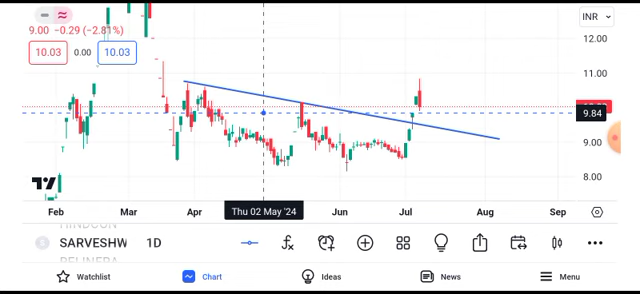 INR
12.00
9.00 −0.29 (−2.81%)
10.03 0.00 10.03
11.00
9.84
9.00
8.00
Feb Mar Apr Thu 02 May '24 Jun Jul Aug Sep
SARVESHW 1D
Watchlist Chart Ideas News Menu